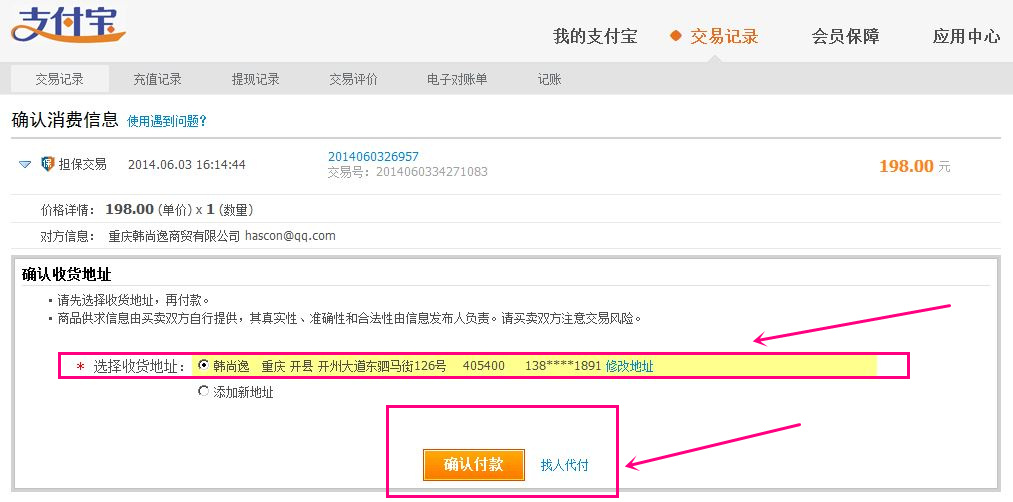 支付宝
我的支付宝 交易记录 会员保障 应用中心
交易记录 充值记录 提现记录 交易评价 电子对账单 记账
确认消费信息 使用遇到问题?
保 担保交易 2014.06.03 16:14:44 2014060326957 198.00 元
交易号：2014060334271083
价格详情： 198.00 (单价) x 1 (数量)
对方信息： 重庆韩尚逸商贸有限公司 hascon@qq.com
确认收货地址
• 请先选择收货地址，再付款。
• 商品供求信息由买卖双方自行提供，其真实性、准确性和合法性由信息发布人负责。请买卖双方注意交易风险。
* 选择收货地址： 韩尚逸 重庆 开县 开州大道东驷马街126号 405400 138****1891 修改地址
添加新地址
确认付款 找人代付